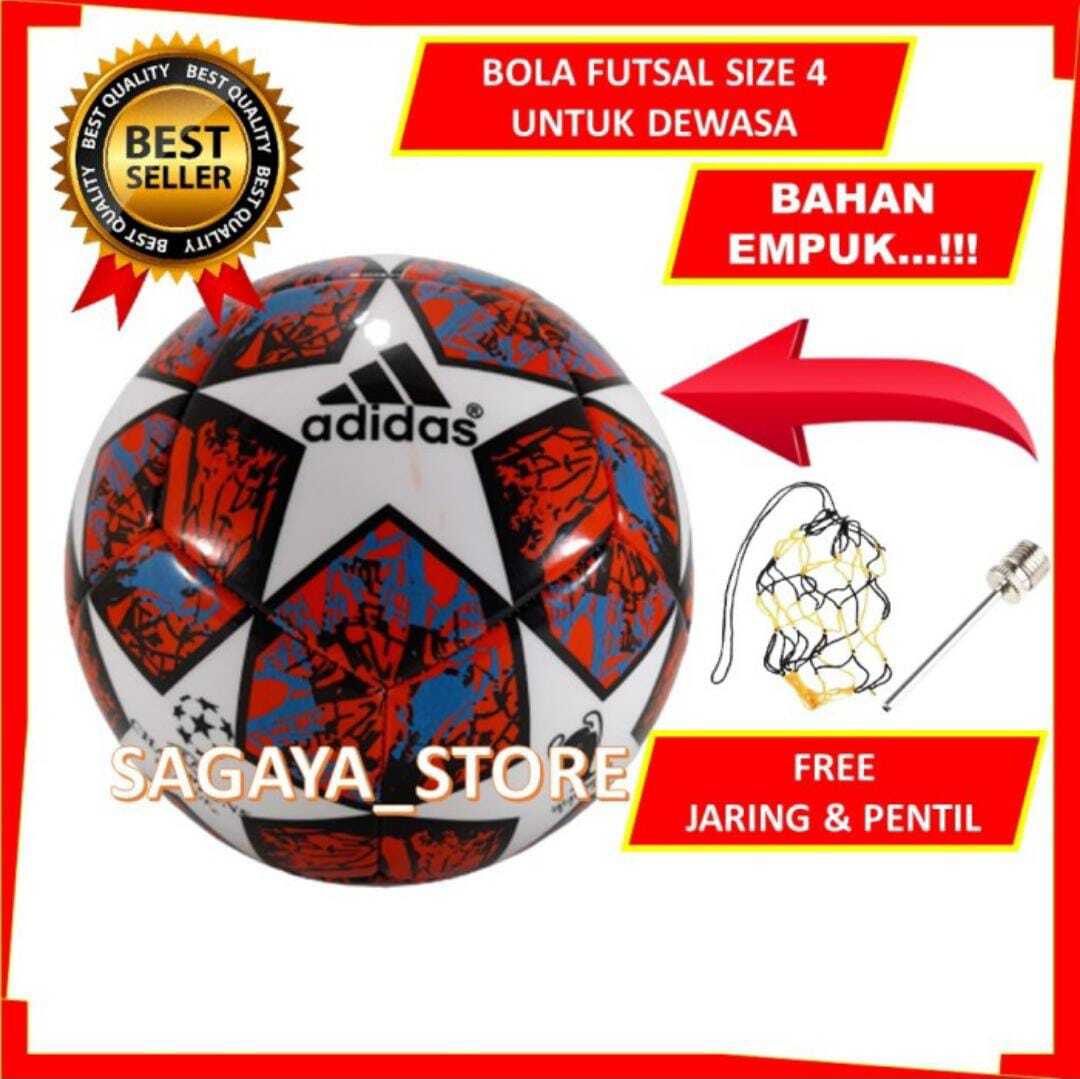 BEST QUALITY BEST QUALITY BEST QUALITY BEST QUALITY
BEST
SELLER
BOLA FUTSAL SIZE 4
UNTUK DEWASA
BAHAN
EMPUK...!!!
adidas®
SAGAYA_STORE
FREE
JARING & PENTIL